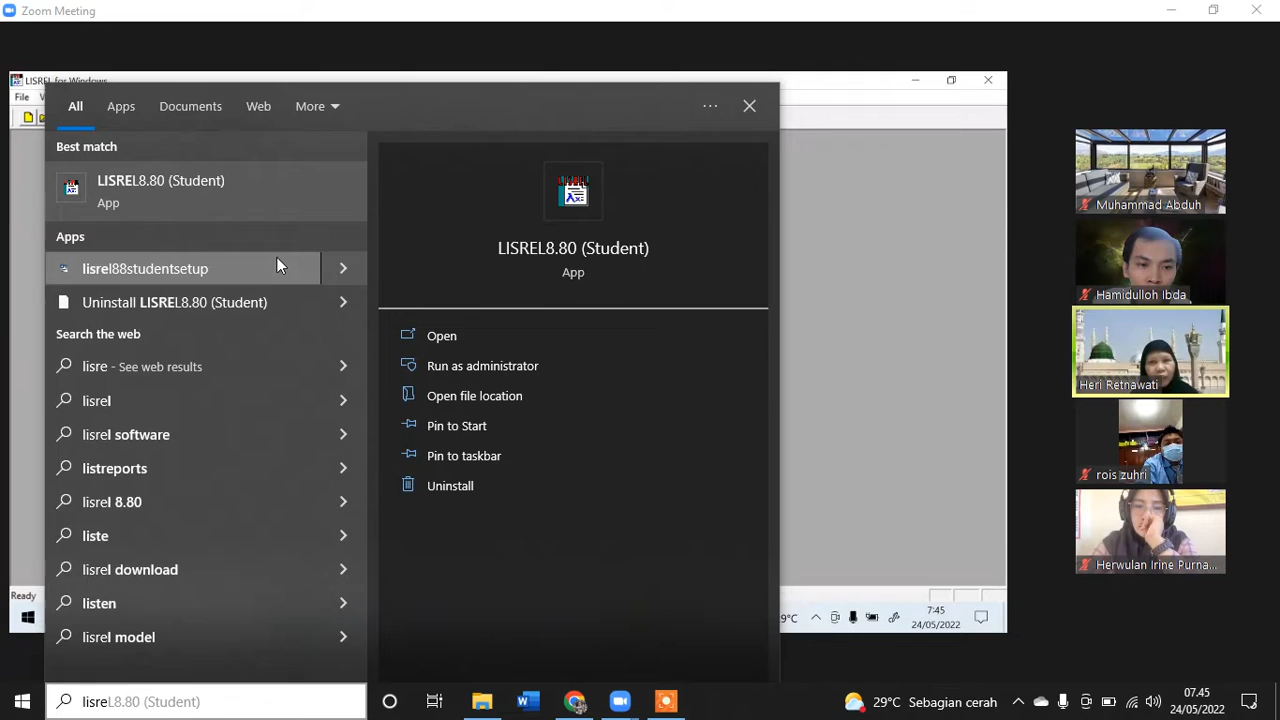 Zoom Meeting
LISREL for Windows
File
All
Apps
Documents
Web
More
Best match
LISREL8.80 (Student)
App
Apps
lisrel88studentsetup
Uninstall LISREL8.80 (Student)
Search the web
lisre - See web results
lisrel
lisrel software
listreports
lisrel 8.80
liste
lisrel download
listen
lisrel model
LISREL8.80 (Student)
App
Open
Run as administrator
Open file location
Pin to Start
Pin to taskbar
Uninstall
Muhammad Abduh
Hamidulloh Ibda
Heri Retnawati
rois zuhri
Herwulan Irine Purna...
Ready
9°C
7:45
24/05/2022
lisreL8.80 (Student)
29°C Sebagian cerah
07.45
24/05/2022